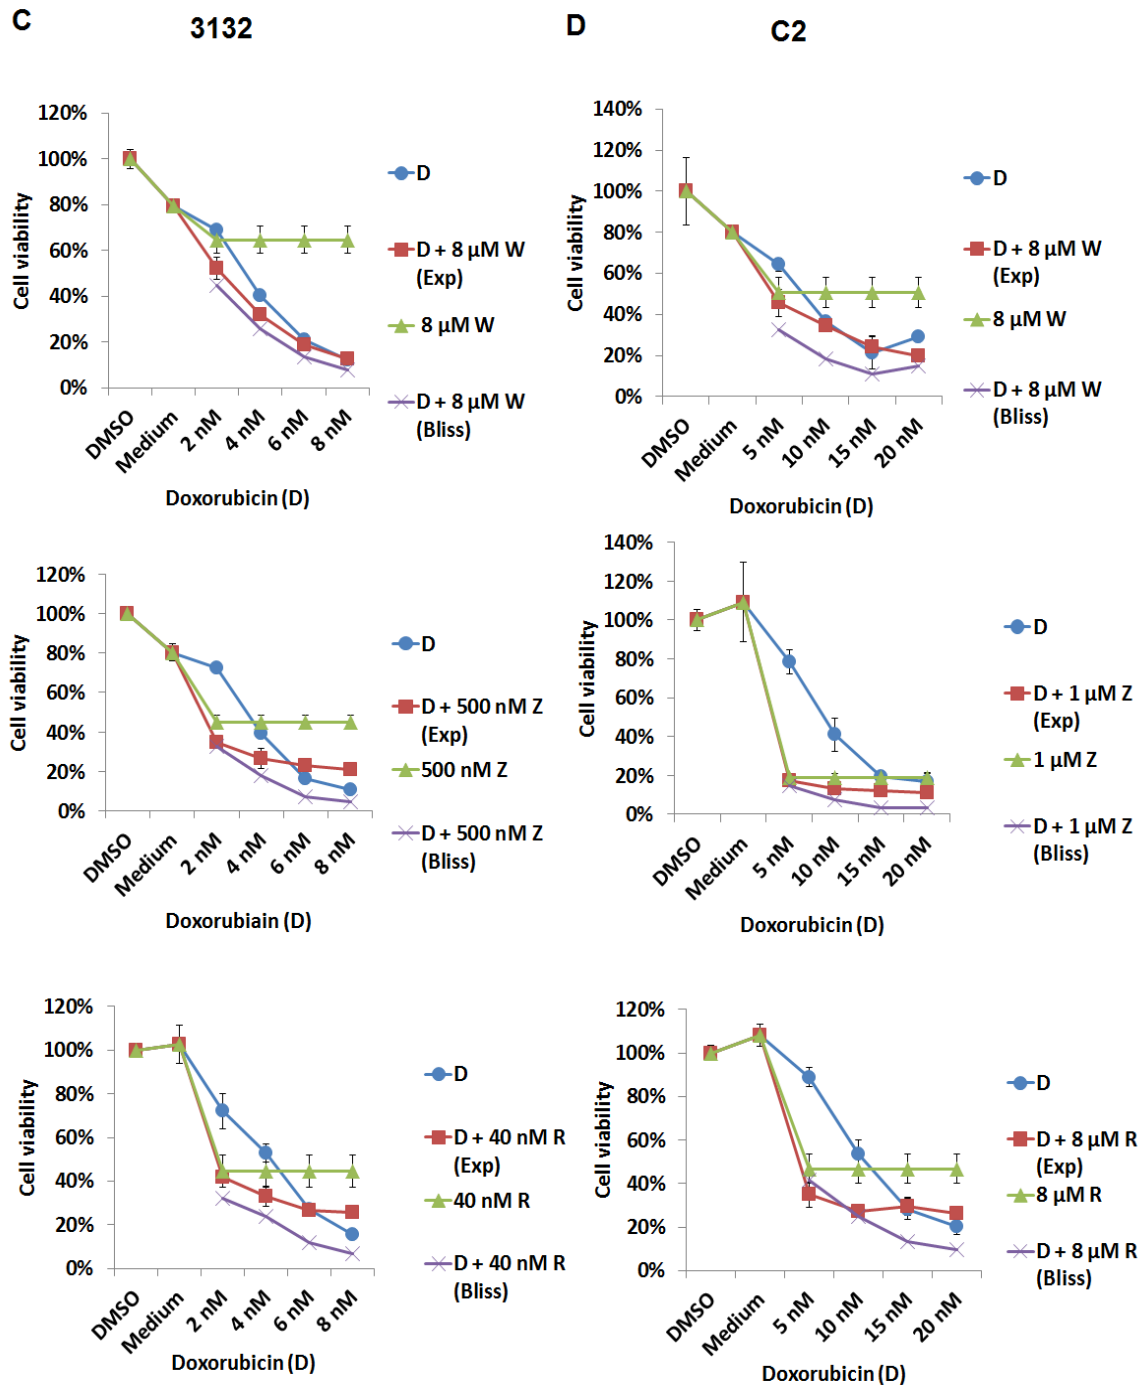 C
3132
120%
100%
80%
60%
40%
20%
0%
Cell viability
DMSO
Medium
2 nM
4 nM
6 nM
8 nM
Doxorubicin (D)
D
D + 8 µM W
(Exp)
8 µM W
D + 8 µM W
(Bliss)
120%
100%
80%
60%
40%
20%
0%
Cell viability
DMSO
Medium
2 nM
4 nM
6 nM
8 nM
Doxorubiain (D)
D
D + 500 nM Z
(Exp)
500 nM Z
D + 500 nM Z
(Bliss)
120%
100%
80%
60%
40%
20%
0%
Cell viability
DMSO
Medium
2 nM
4 nM
6 nM
8 nM
Doxorubicin (D)
D
D + 40 nM R
(Exp)
40 nM R
D + 40 nM R
(Bliss)
D
C2
140%
120%
100%
80%
60%
40%
20%
0%
Cell viability
DMSO
Medium
5 nM
10 nM
15 nM
20 nM
Doxorubicin (D)
D
D + 8 µM W
(Exp)
8 µM W
D + 8 µM W
(Bliss)
140%
120%
100%
80%
60%
40%
20%
0%
Cell viability
DMSO
Medium
5 nM
10 nM
15 nM
20 nM
Doxorubicin (D)
D
D + 1 µM Z
(Exp)
1 µM Z
D + 1 µM Z
(Bliss)
120%
100%
80%
60%
40%
20%
0%
Cell viability
DMSO
Medium
5 nM
10 nM
15 nM
20 nM
Doxorubicin (D)
D
D + 8 µM R
(Exp)
8 µM R
D + 8 µM R
(Bliss)